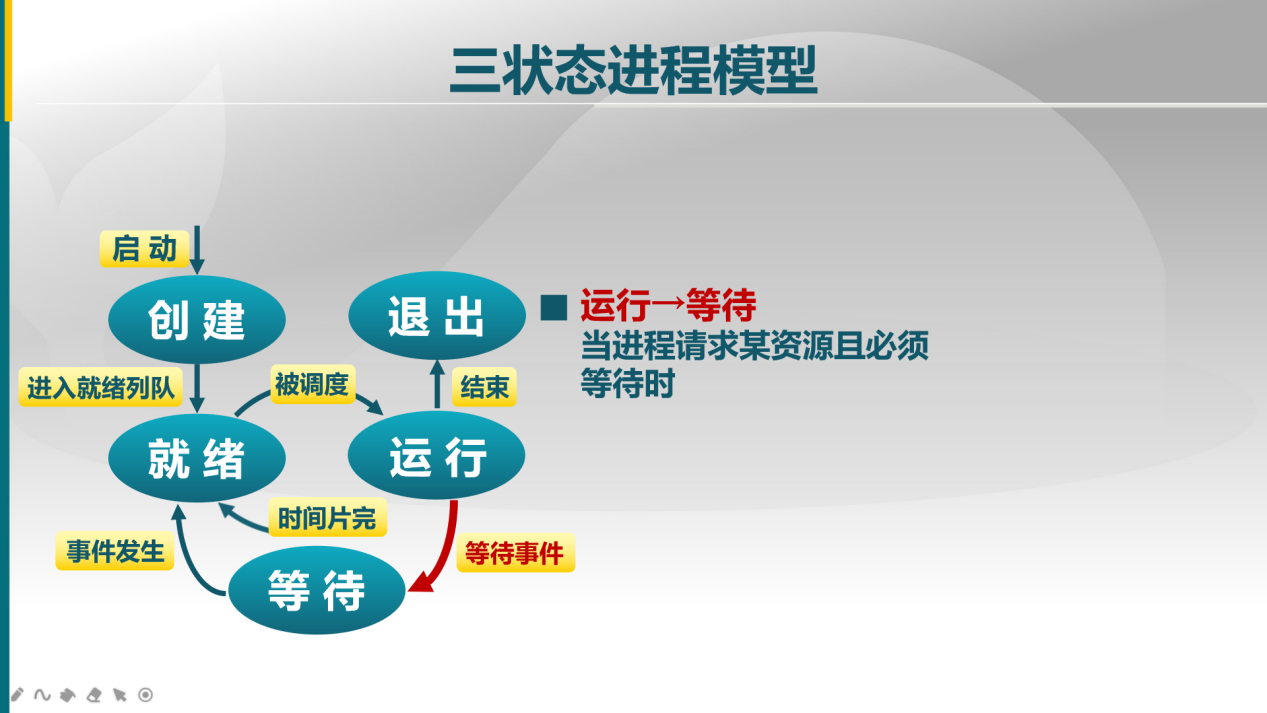 三状态进程模型
启 动
创 建
退 出
运行→等待
当进程请求某资源且必须
等待时
进入就绪列队
被调度
结束
就 绪
运 行
时间片完
事件发生
等待事件
等 待